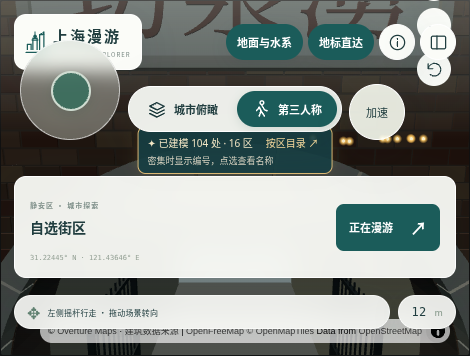 上海漫游
地面与水系
地标直达
城市俯瞰
第三人称
加速
✦ 已建模 104 处 · 16 区 按区目录 ↗
密集时显示编号，点选查看名称
静安区 · 城市探索
自选街区
31.22445° N · 121.43646° E
正在漫游 ↗
左侧摇杆行走 · 拖动场景转向
12 m
© Overture Maps · 建筑数据来源 | OpenFreeMap © OpenMapTiles Data from OpenStreetMap